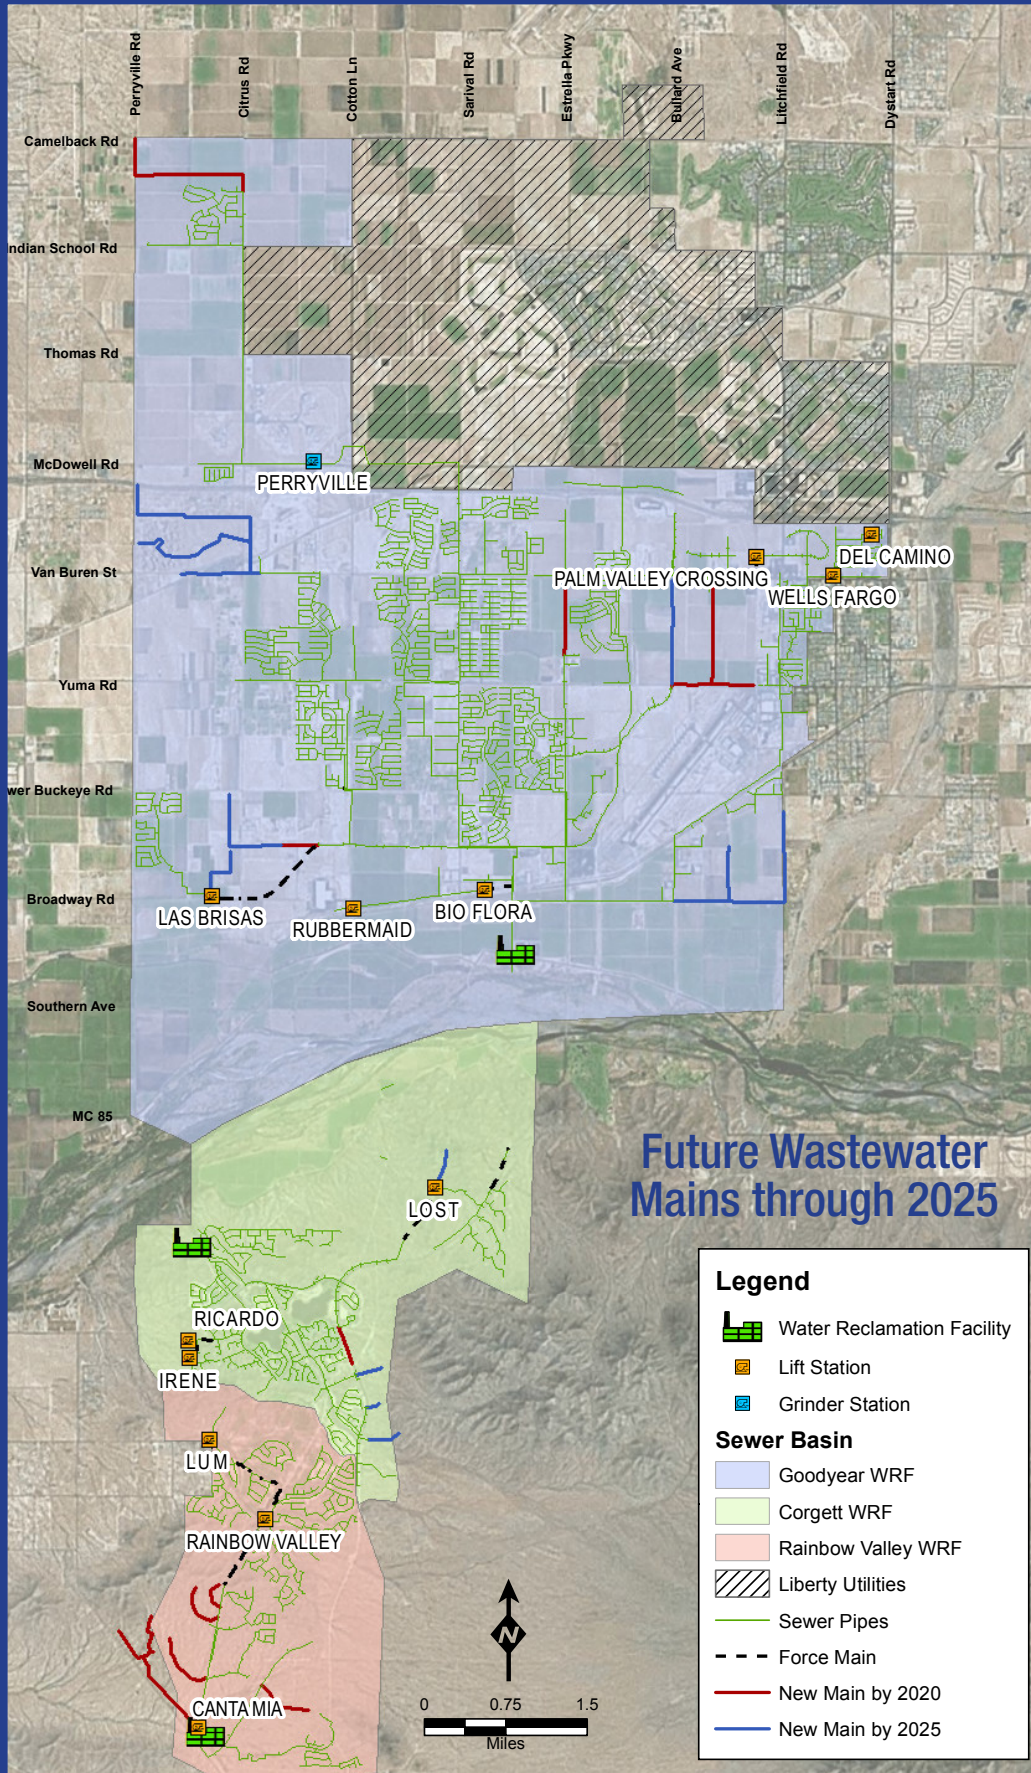 Perryville Rd
Citrus Rd
Cotton Ln
Sarival Rd
Estrella Pkwy
Bullard Ave
Litchfield Rd
Dystart Rd
Camelback Rd
Indian School Rd
Thomas Rd
McDowell Rd
PERRYVILLE
DEL CAMINO
Van Buren St
PALM VALLEY CROSSING
WELLS FARGO
Yuma Rd
wer Buckeye Rd
Broadway Rd
LAS BRISAS
RUBBERMAID
BIO FLORA
Southern Ave
MC 85
Future Wastewater
Mains through 2025
LOST
RICARDO
IRENE
LUM
RAINBOW VALLEY
CANTA MIA
N
0 0.75 1.5
Miles
Legend
Water Reclamation Facility
Lift Station
Grinder Station
Sewer Basin
Goodyear WRF
Corgett WRF
Rainbow Valley WRF
Liberty Utilities
Sewer Pipes
Force Main
New Main by 2020
New Main by 2025